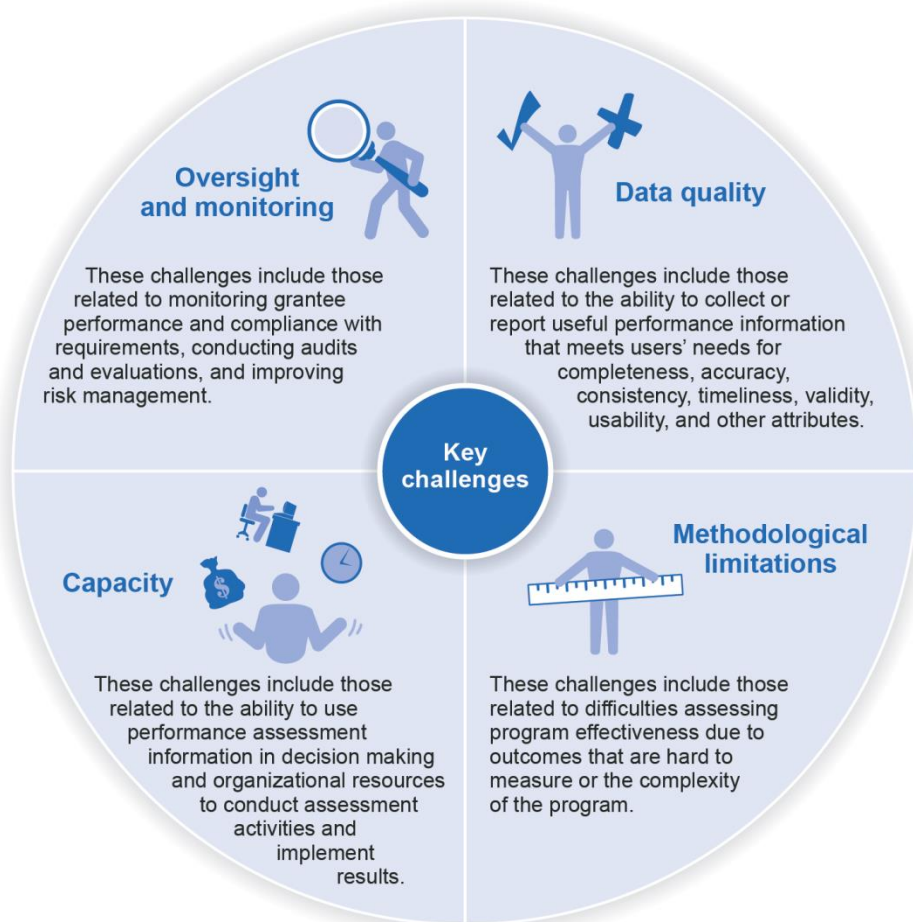 Oversight
and monitoring
These challenges include those
related to monitoring grantee
performance and compliance with
requirements, conducting audits
and evaluations, and improving
risk management.
Data quality
These challenges include those
related to the ability to collect or
report useful performance information
that meets users’ needs for
completeness, accuracy,
consistency, timeliness, validity,
usability, and other attributes.
Key
challenges
Capacity
$
These challenges include those
related to the ability to use
performance assessment
information in decision making
and organizational resources
to conduct assessment
activities and
implement
results.
Methodological
limitations
These challenges include those
related to difficulties assessing
program effectiveness due to
outcomes that are hard to
measure or the complexity
of the program.